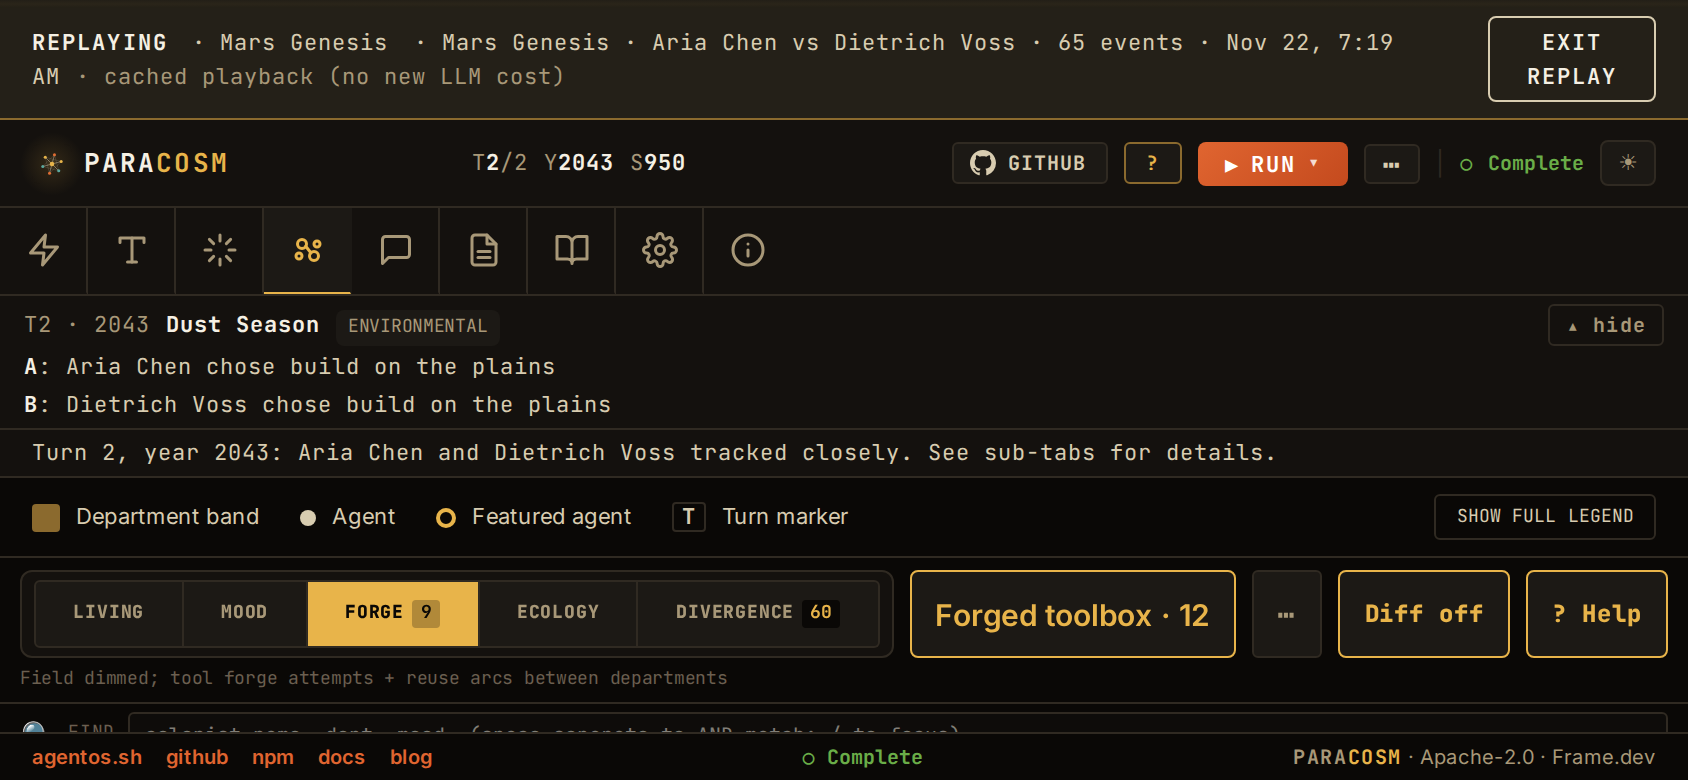 REPLAYING · Mars Genesis · Mars Genesis · Aria Chen vs Dietrich Voss · 65 events · Nov 22, 7:19
AM · cached playback (no new LLM cost)
EXIT
REPLAY
PARACOSM
T2/2 Y2043 S950
GITHUB
?
▶ RUN ▼
⋯
○ Complete
☀
T2 · 2043 Dust Season ENVIRONMENTAL
▲ hide
A: Aria Chen chose build on the plains
B: Dietrich Voss chose build on the plains
Turn 2, year 2043: Aria Chen and Dietrich Voss tracked closely. See sub-tabs for details.
Department band
Agent
Featured agent
T Turn marker
SHOW FULL LEGEND
LIVING
MOOD
FORGE 9
ECOLOGY
DIVERGENCE 60
Forged toolbox · 12
⋯
Diff off
? Help
Field dimmed; tool forge attempts + reuse arcs between departments
FIND
agentos.sh github npm docs blog
○ Complete
PARACOSM · Apache-2.0 · Frame.dev